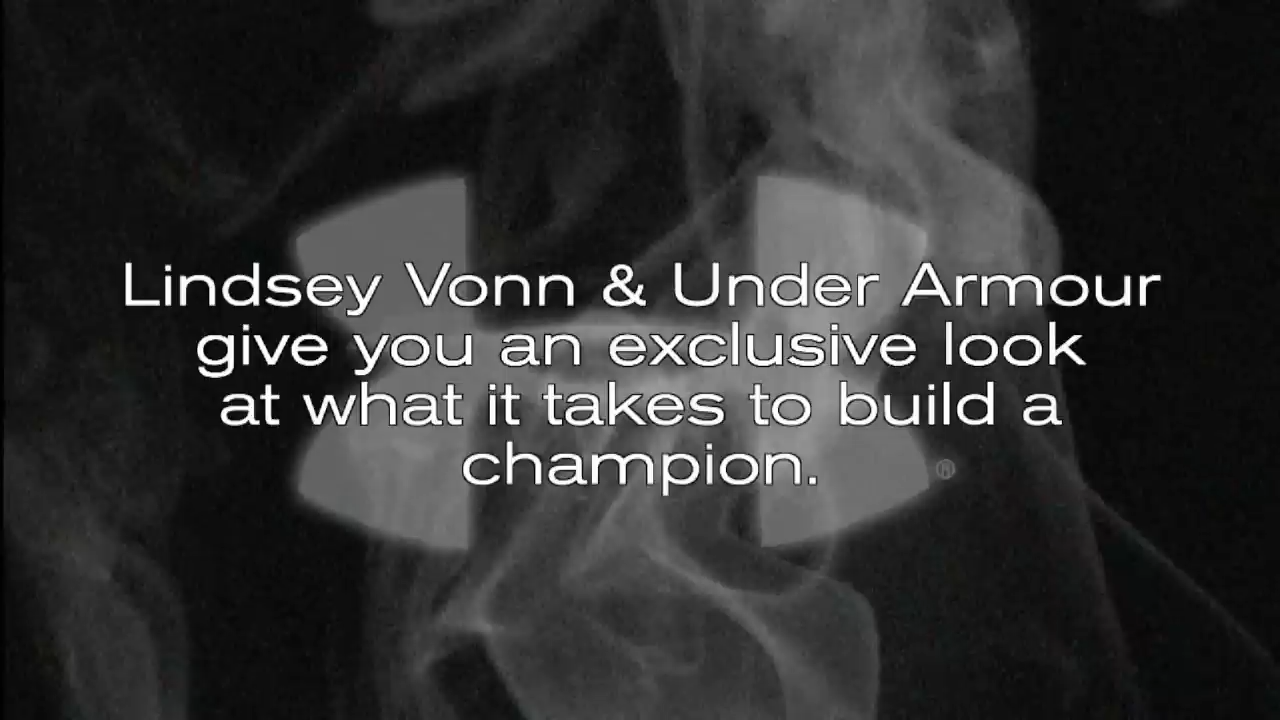 Lindsey Vonn & Under Armour
give you an exclusive look
at what it takes to build a
champion.
®